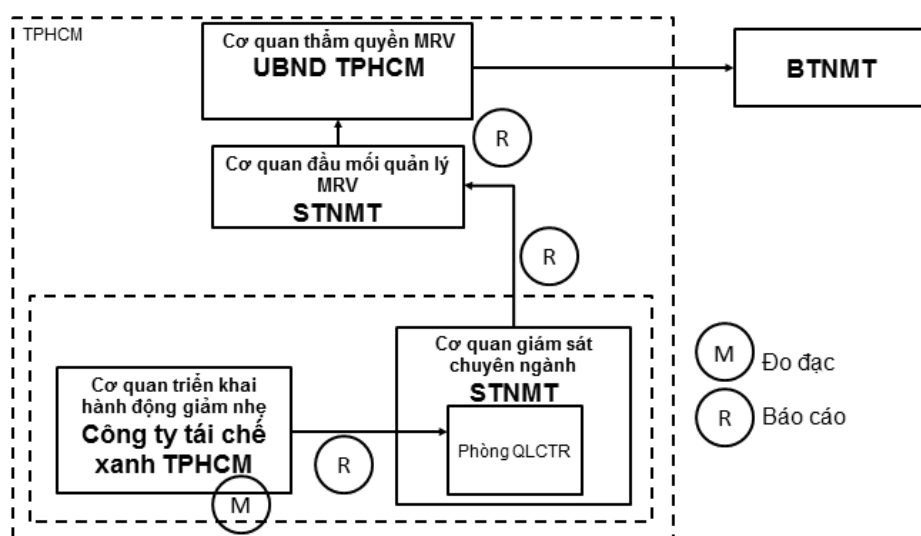 TPHCM
Cơ quan thẩm quyền MRV
UBND TPHCM
BTNMT
R
Cơ quan đầu mối quản lý
MRV
STNMT
R
Cơ quan giám sát
chuyên ngành
STNMT
Phòng QLCTR
Cơ quan triển khai
hành động giảm nhẹ
Công ty tái chế
xanh TPHCM
M
R
M Đo đạc
R Báo cáo